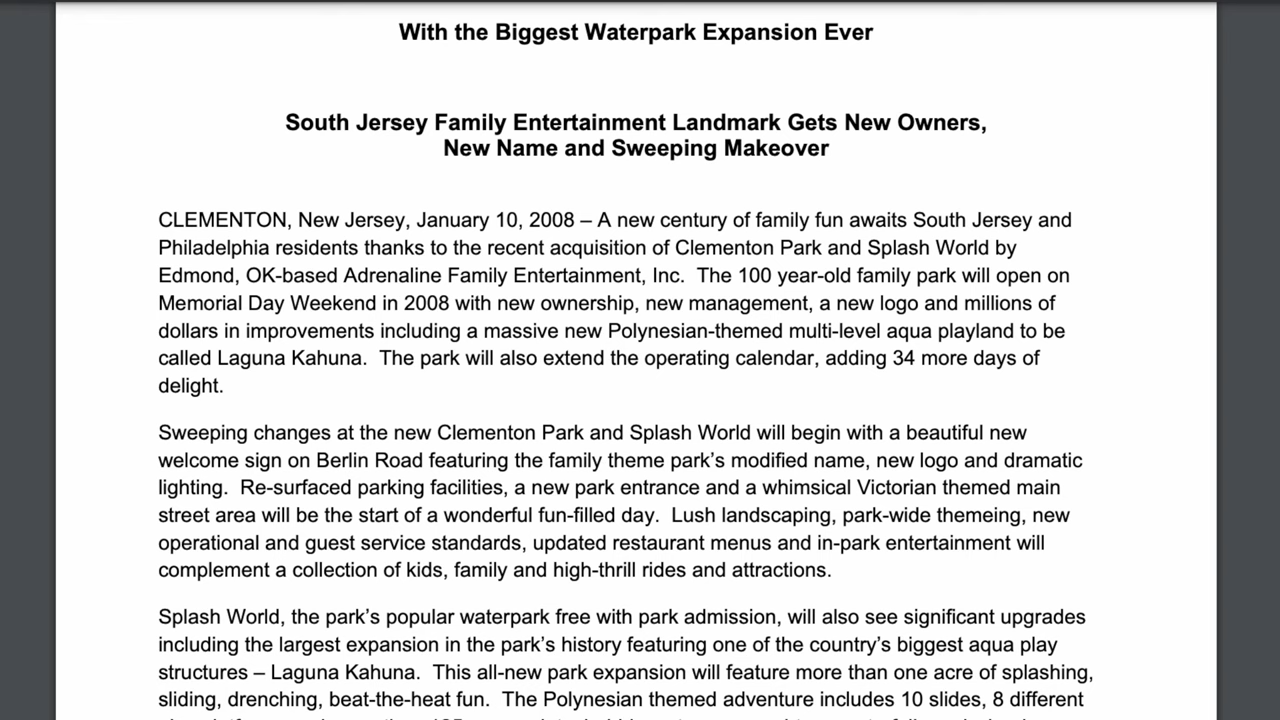 With the Biggest Waterpark Expansion Ever
South Jersey Family Entertainment Landmark Gets New Owners,
New Name and Sweeping Makeover
CLEMENTON, New Jersey, January 10, 2008 – A new century of family fun awaits South Jersey and
Philadelphia residents thanks to the recent acquisition of Clementon Park and Splash World by
Edmond, OK-based Adrenaline Family Entertainment, Inc.  The 100 year-old family park will open on
Memorial Day Weekend in 2008 with new ownership, new management, a new logo and millions of
dollars in improvements including a massive new Polynesian-themed multi-level aqua playland to be
called Laguna Kahuna.  The park will also extend the operating calendar, adding 34 more days of
delight.
Sweeping changes at the new Clementon Park and Splash World will begin with a beautiful new
welcome sign on Berlin Road featuring the family theme park’s modified name, new logo and dramatic
lighting.  Re-surfaced parking facilities, a new park entrance and a whimsical Victorian themed main
street area will be the start of a wonderful fun-filled day.  Lush landscaping, park-wide themeing, new
operational and guest service standards, updated restaurant menus and in-park entertainment will
complement a collection of kids, family and high-thrill rides and attractions.
Splash World, the park’s popular waterpark free with park admission, will also see significant upgrades
including the largest expansion in the park’s history featuring one of the country’s biggest aqua play
structures – Laguna Kahuna.  This all-new park expansion will feature more than one acre of splashing,
sliding, drenching, beat-the-heat fun.  The Polynesian themed adventure includes 10 slides, 8 different